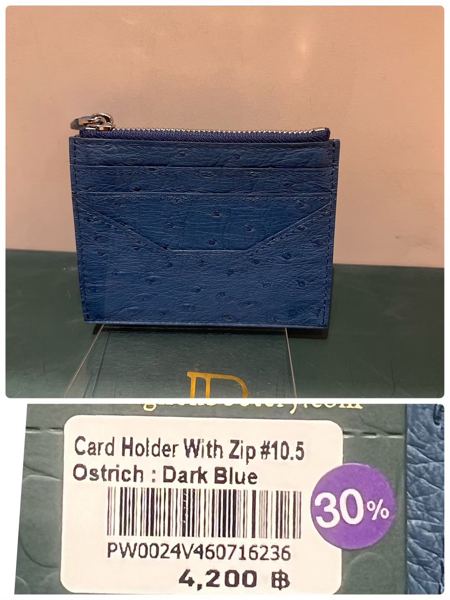 Card Holder With Zip #10.5
Ostrich : Dark Blue
30%
PW0024V460716236
4,200 ฿